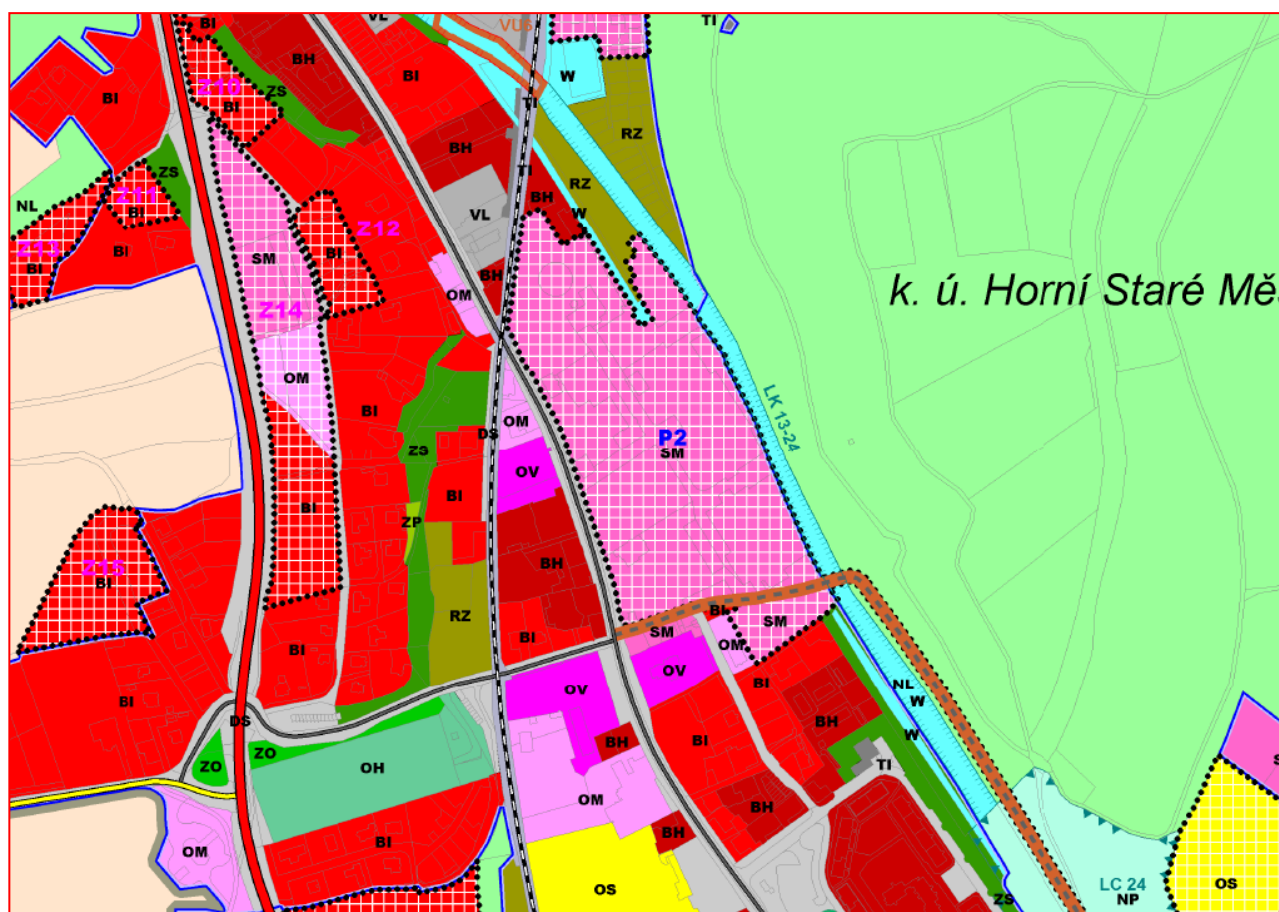 VL
VU6
TI
BI
BH
BI
W
BI
Z10
ZS
BI
TI
BH
RZ
ZS
TI
RZ
NL
Z11
BI
BH
W
VL
Z12
Z13
BI
BI
BI
SM
BH
OM
k. ú. Horní Staré Mě
Z14
OM
BI
LK 13-24
OM
DS
P2
SM
ZS
OV
BI
BI
ZP
BH
Z15
BI
RZ
BI
BI
SM
SM
OM
BI
OV
BI
NL
OV
W
BI
DS
BH
BI
W
ZO
ZO
BH
S
TI
OH
OM
BH
BH
BI
OM
LC 24
OS
OS
NP
ZS